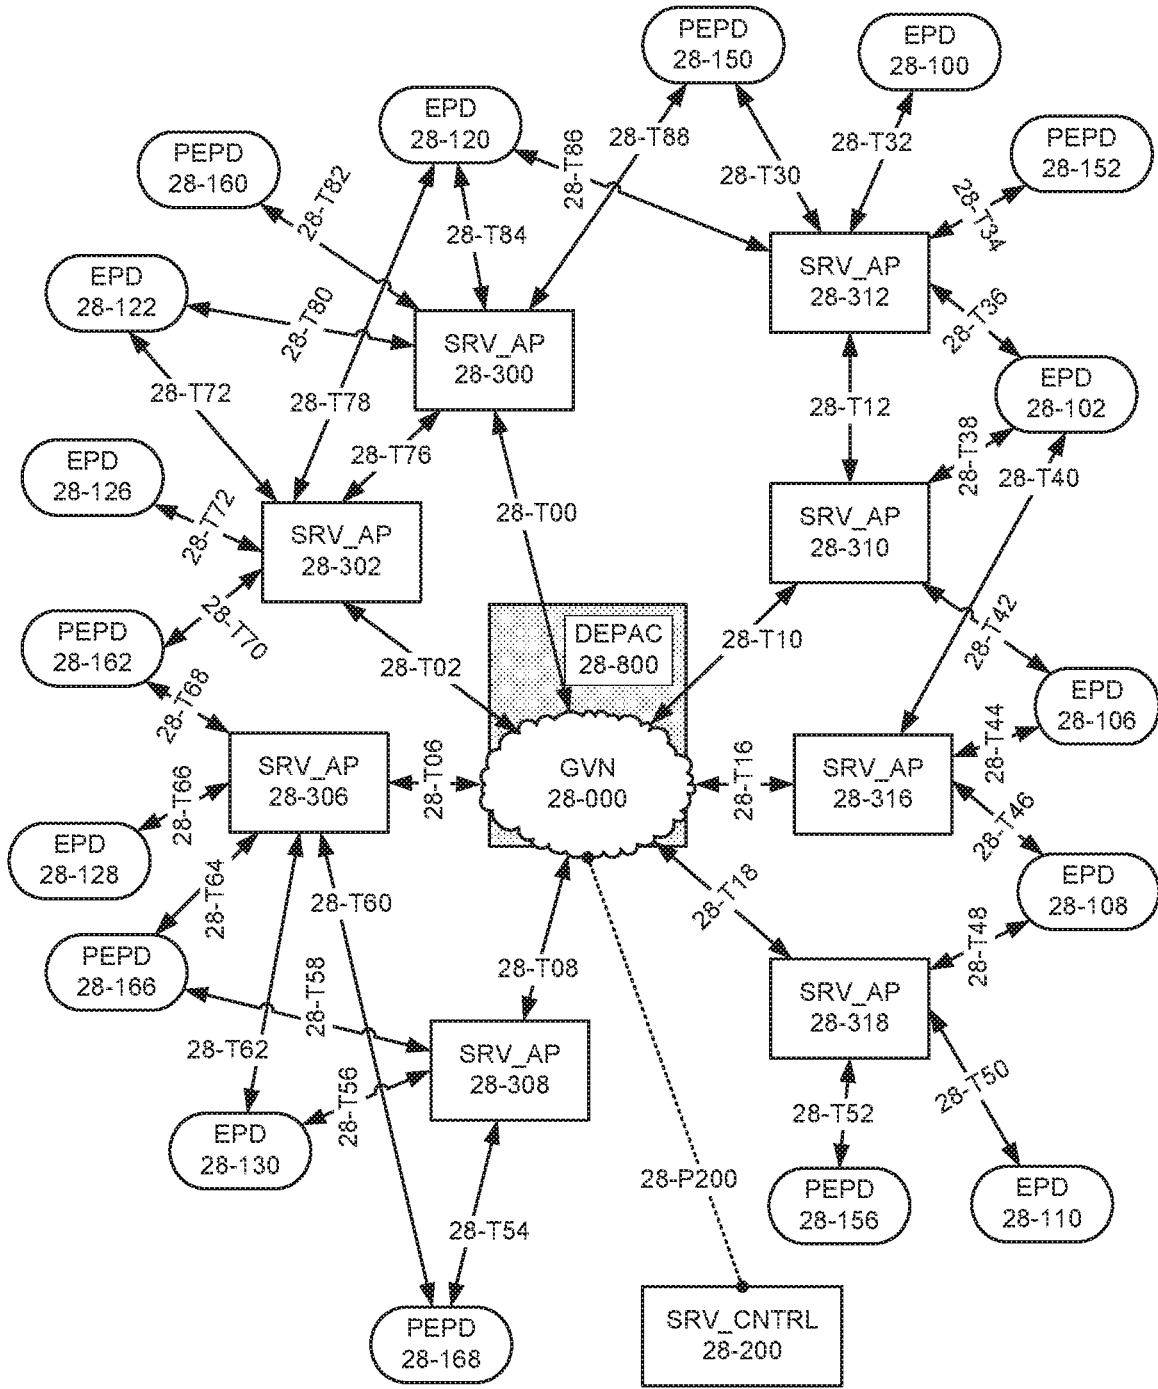 PEPD
28-150
EPD
28-100
EPD
28-120
PEPD
28-160
PEPD
28-152
28-T82
28-T86
28-T88
28-T30
28-T32
28-T34
28-T84
EPD
28-122
28-T80
SRV_AP
28-312
28-T36
SRV_AP
28-300
28-T72
28-T78
28-T12
EPD
28-102
28-T76
28-T38
28-T40
EPD
28-126
28-T72
SRV_AP
28-302
28-T00
SRV_AP
28-310
28-T70
PEPD
28-162
28-T02
DEPAC
28-800
28-T10
28-T42
28-T68
EPD
28-106
28-T44
SRV_AP
28-306
28-T06
GVN
28-000
28-T16
SRV_AP
28-316
28-T66
28-T46
EPD
28-128
28-T64
28-T60
28-T18
EPD
28-108
28-T48
PEPD
28-166
28-T58
28-T08
SRV_AP
28-318
28-T62
SRV_AP
28-308
28-T56
28-T52
28-T50
EPD
28-130
28-P200
PEPD
28-156
EPD
28-110
28-T54
PEPD
28-168
SRV_CNTRL
28-200